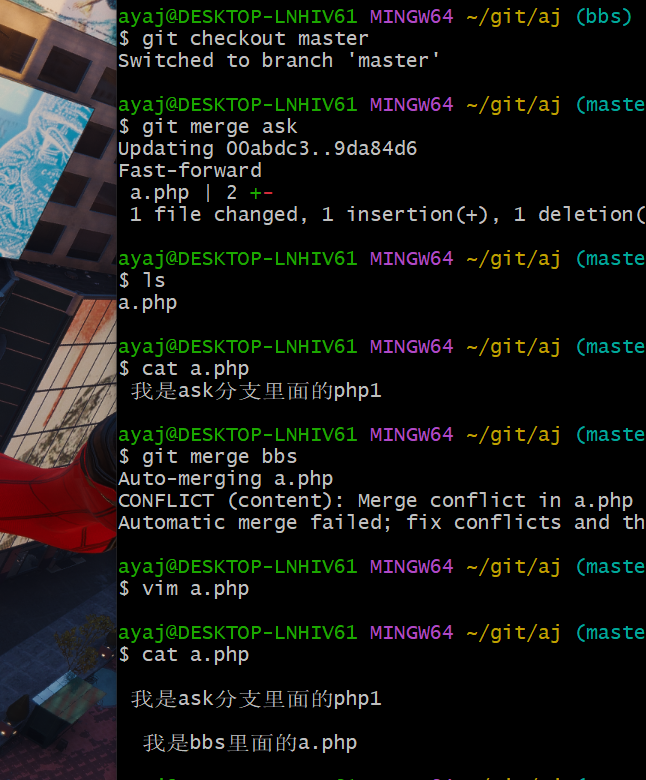 ayaj@DESKTOP-LNHIV61 MINGW64 ~/git/aj (bbs)
$ git checkout master
Switched to branch 'master'
ayaj@DESKTOP-LNHIV61 MINGW64 ~/git/aj (maste
$ git merge ask
Updating 00abdc3..9da84d6
Fast-forward
a.php | 2 +-
1 file changed, 1 insertion(+), 1 deletion(
ayaj@DESKTOP-LNHIV61 MINGW64 ~/git/aj (maste
$ ls
a.php
ayaj@DESKTOP-LNHIV61 MINGW64 ~/git/aj (maste
$ cat a.php
我是ask分支里面的php1
ayaj@DESKTOP-LNHIV61 MINGW64 ~/git/aj (maste
$ git merge bbs
Auto-merging a.php
CONFLICT (content): Merge conflict in a.php
Automatic merge failed; fix conflicts and th
ayaj@DESKTOP-LNHIV61 MINGW64 ~/git/aj (maste
$ vim a.php
ayaj@DESKTOP-LNHIV61 MINGW64 ~/git/aj (maste
$ cat a.php
我是ask分支里面的php1
我是bbs里面的a.php